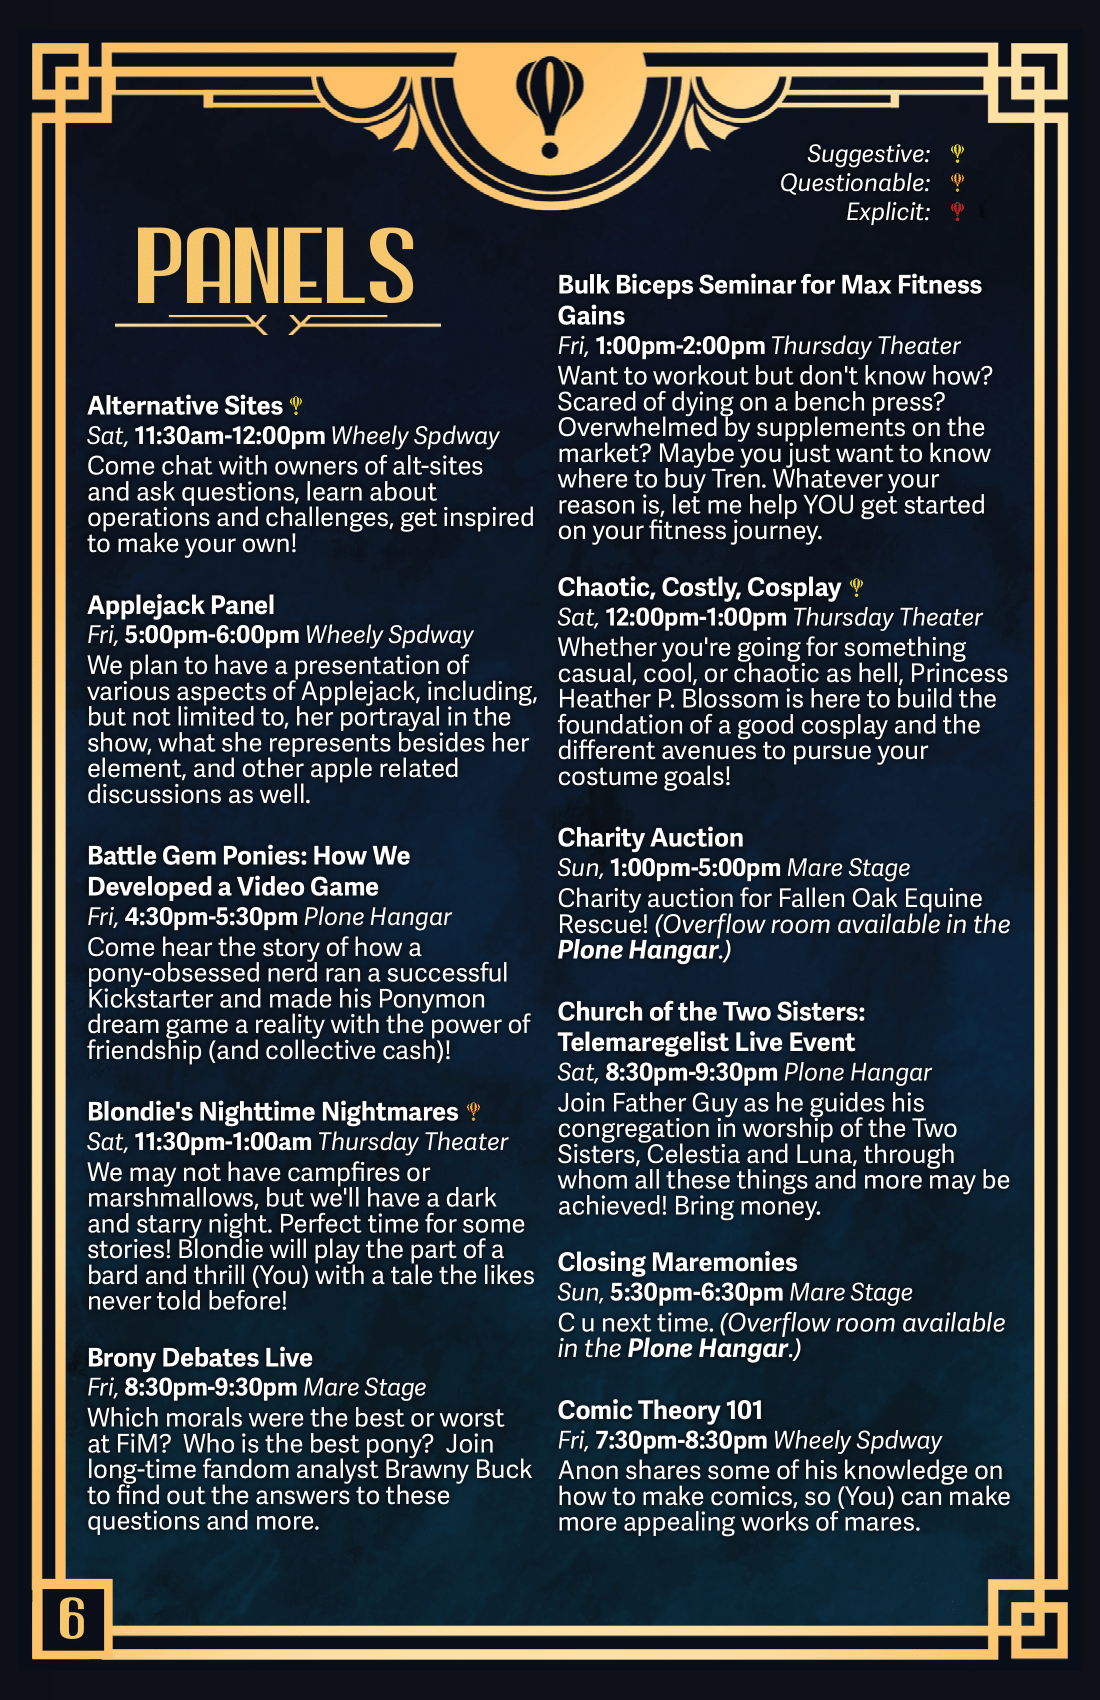 Suggestive:
Questionable:
Explicit:
PANELS
Alternative Sites
Sat, 11:30am-12:00pm Wheely Spdway
Come chat with owners of alt-sites
and ask questions, learn about
operations and challenges, get inspired
to make your own!
Applejack Panel
Fri, 5:00pm-6:00pm Wheely Spdway
We plan to have a presentation of
various aspects of Applejack, including,
but not limited to, her portrayal in the
show, what she represents besides her
element, and other apple related
discussions as well.
Battle Gem Ponies: How We
Developed a Video Game
Fri, 4:30pm-5:30pm Plone Hangar
Come hear the story of how a
pony-obsessed nerd ran a successful
Kickstarter and made his Ponymon
dream game a reality with the power of
friendship (and collective cash)!
Blondie's Nighttime Nightmares
Sat, 11:30pm-1:00am Thursday Theater
We may not have campfires or
marshmallows, but we'll have a dark
and starry night. Perfect time for some
stories! Blondie will play the part of a
bard and thrill (You) with a tale the likes
never told before!
Brony Debates Live
Fri, 8:30pm-9:30pm Mare Stage
Which morals were the best or worst
at FiM?  Who is the best pony?  Join
long-time fandom analyst Brawny Buck
to find out the answers to these
questions and more.
Bulk Biceps Seminar for Max Fitness
Gains
Fri, 1:00pm-2:00pm Thursday Theater
Want to workout but don't know how?
Scared of dying on a bench press?
Overwhelmed by supplements on the
market? Maybe you just want to know
where to buy Tren. Whatever your
reason is, let me help YOU get started
on your fitness journey.
Chaotic, Costly, Cosplay
Sat, 12:00pm-1:00pm Thursday Theater
Whether you're going for something
casual, cool, or chaotic as hell, Princess
Heather P. Blossom is here to build the
foundation of a good cosplay and the
different avenues to pursue your
costume goals!
Charity Auction
Sun, 1:00pm-5:00pm Mare Stage
Charity auction for Fallen Oak Equine
Rescue! (Overflow room available in the
Plone Hangar.)
Church of the Two Sisters:
Telemaregelist Live Event
Sat, 8:30pm-9:30pm Plone Hangar
Join Father Guy as he guides his
congregation in worship of the Two
Sisters, Celestia and Luna, through
whom all these things and more may be
achieved! Bring money.
Closing Maremonies
Sun, 5:30pm-6:30pm Mare Stage
C u next time. (Overflow room available
in the Plone Hangar.)
Comic Theory 101
Fri, 7:30pm-8:30pm Wheely Spdway
Anon shares some of his knowledge on
how to make comics, so (You) can make
more appealing works of mares.
6